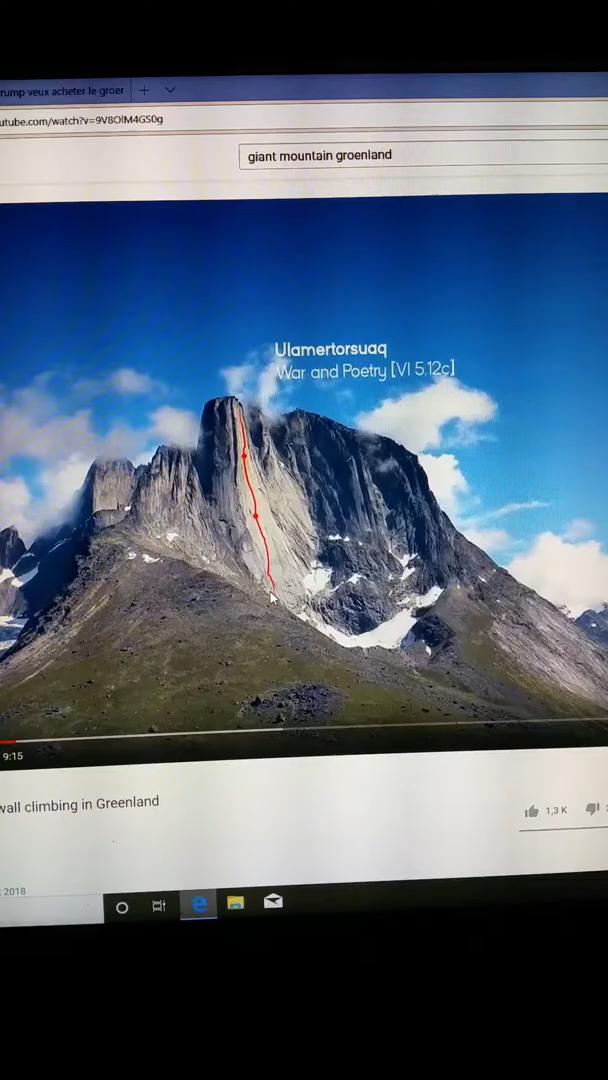 rump veux acheter le groer
utube.com/watch?v=9V8OlM4GS0g
giant mountain groenland
Ulamertorsuaq
War and Poetry [VI 5.12c]
9:15
wall climbing in Greenland
1,3 K
2018